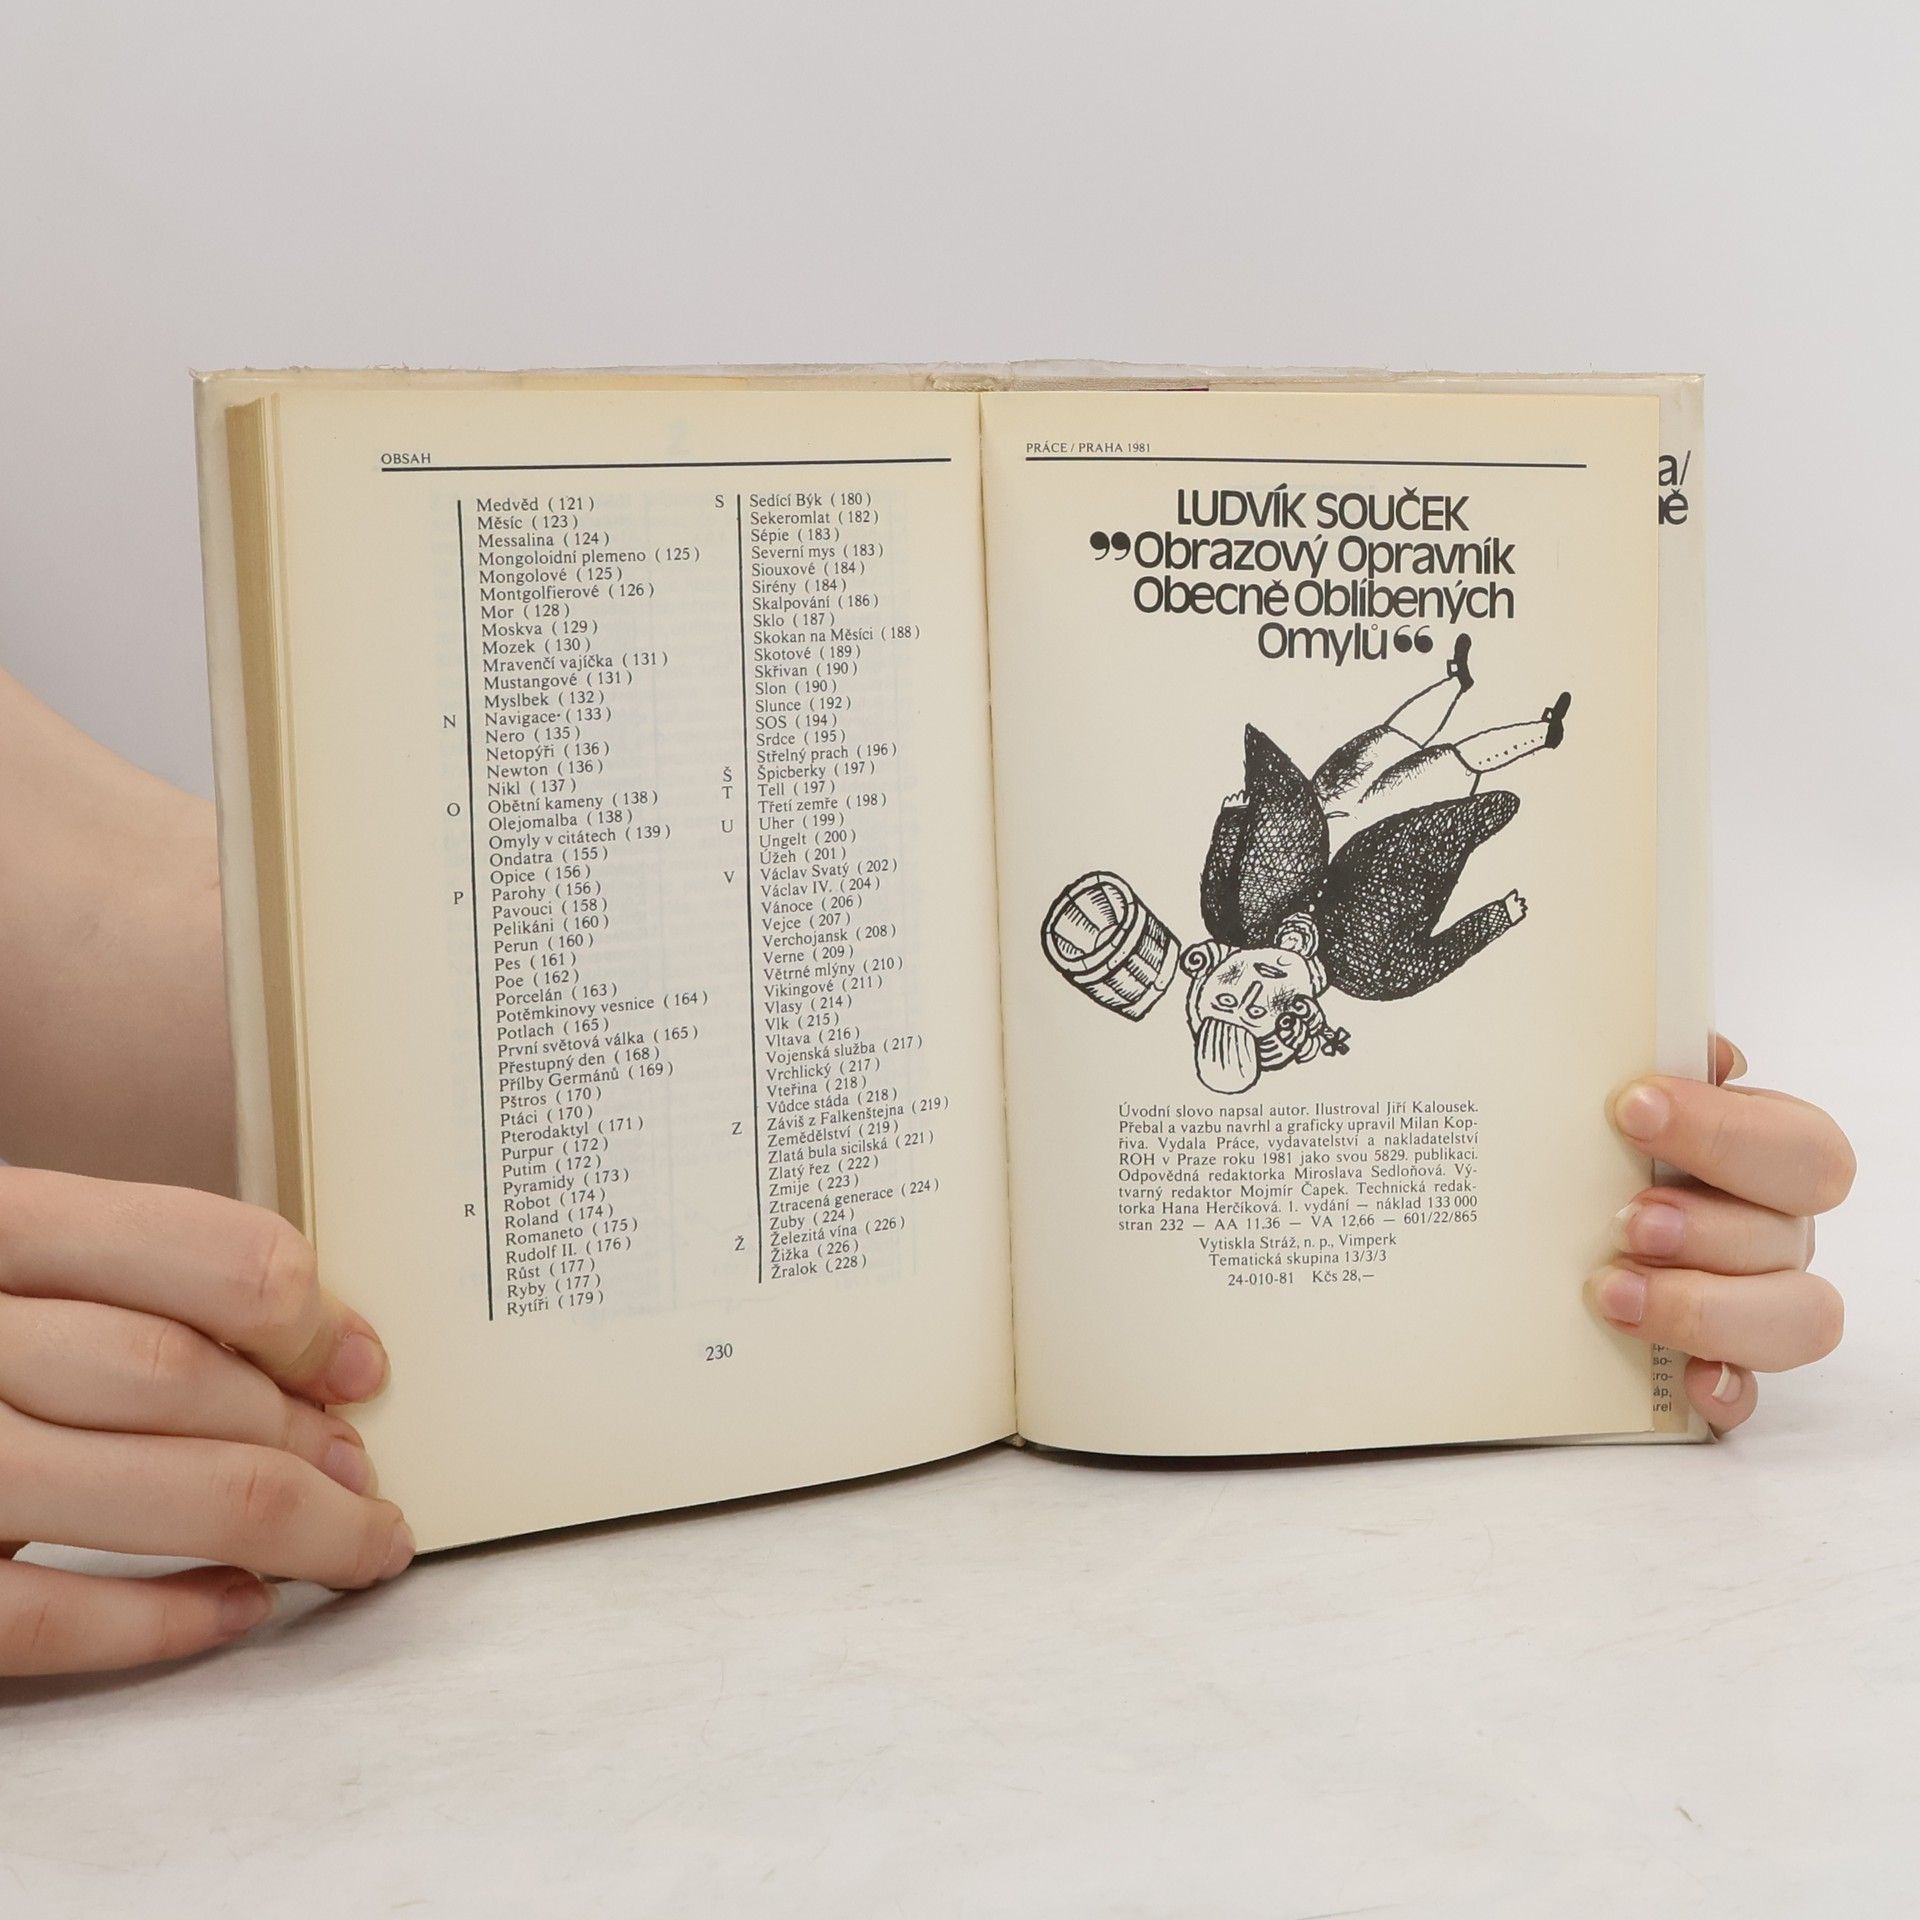 OBSAH
Medvěd ( 121 )
Měsíc ( 123 )
Messalina ( 124 )
Mongoloidní plemeno ( 125 )
Mongolové ( 125 )
Montgolfierové ( 126 )
Mor ( 128 )
Moskva ( 129 )
Mozek ( 130 )
Mravenčí vajíčka ( 131 )
Mustangové ( 131 )
Myslbek ( 132 )
N Navigace ( 133 )
Nero ( 135 )
Netopýři ( 136 )
Newton ( 136 )
Nikl ( 137 )
O Obětní kameny ( 138 )
Olejomalba ( 138 )
Omyly v citátech ( 139 )
Ondatra ( 155 )
Opice ( 156 )
P Parohy ( 156 )
Pavouci ( 158 )
Pelikáni ( 160 )
Perun ( 160 )
Pes ( 161 )
Poe ( 162 )
Porcelán ( 163 )
Potěmkinovy vesnice ( 164 )
Potlach ( 165 )
První světová válka ( 165 )
Přestupný den ( 168 )
Přílby Germánů ( 169 )
Pštros ( 170 )
Ptáci ( 170 )
Pterodaktyl ( 171 )
Purpur ( 172 )
Putim ( 172 )
Pyramidy ( 173 )
R Robot ( 174 )
Roland ( 174 )
Romaneto ( 175 )
Rudolf II. ( 176 )
Růst ( 177 )
Ryby ( 177 )
Rytíři ( 179 )
S Sedící Býk ( 180 )
Sekeromlat ( 182 )
Sépie ( 183 )
Severní mys ( 183 )
Siouxové ( 184 )
Sirény ( 184 )
Skalpování ( 186 )
Sklo ( 187 )
Skokan na Měsíci ( 188 )
Skotové ( 189 )
Skřivan ( 190 )
Slon ( 190 )
Slunce ( 192 )
SOS ( 194 )
Srdce ( 195 )
Střelný prach ( 196 )
Š Špicberky ( 197 )
T Tell ( 197 )
Třetí zemře ( 198 )
U Uher ( 199 )
Ungelt ( 200 )
Úžeh ( 201 )
V Václav Svatý ( 202 )
Václav IV. ( 204 )
Vánoce ( 206 )
Vejce ( 207 )
Verchojansk ( 208 )
Verne ( 209 )
Větrné mlýny ( 210 )
Vikingové ( 211 )
Vlasy ( 214 )
Vlk ( 215 )
Vltava ( 216 )
Vojenská služba ( 217 )
Vrchlický ( 217 )
Vteřina ( 218 )
Vůdce stáda ( 218 )
Z Záviš z Falkenštejna ( 219 )
Zemědělství ( 219 )
Zlatá bula sicilská ( 221 )
Zlatý řez ( 222 )
Zmije ( 223 )
Ztracená generace ( 224 )
Zuby ( 224 )
Ž Železitá vína ( 226 )
Žižka ( 226 )
Žralok ( 228 )
230
PRÁCE / PRAHA 1981
LUDVÍK SOUČEK
„Obrazový Opravník
Obecně Oblíbených
Omylů“
Úvodní slovo napsal autor. Ilustroval Jiří Kalousek.
Přebal a vazbu navrhl a graficky upravil Milan Kop-
řiva. Vydala Práce, vydavatelství a nakladatelství
ROH v Praze roku 1981 jako svou 5829. publikaci.
Odpovědná redaktorka Miroslava Sedloňová. Vý-
tvarný redaktor Mojmír Čapek. Technická redak-
torka Hana Herčíková. 1. vydání — náklad 133 000
stran 232 — AA 11.36 — VA 12,66 — 601/22/865
Vytiskla Stráž, n. p., Vimperk
Tematická skupina 13/3/3
24-010-81 Kčs 28,—
a/
ě
so-
áp,